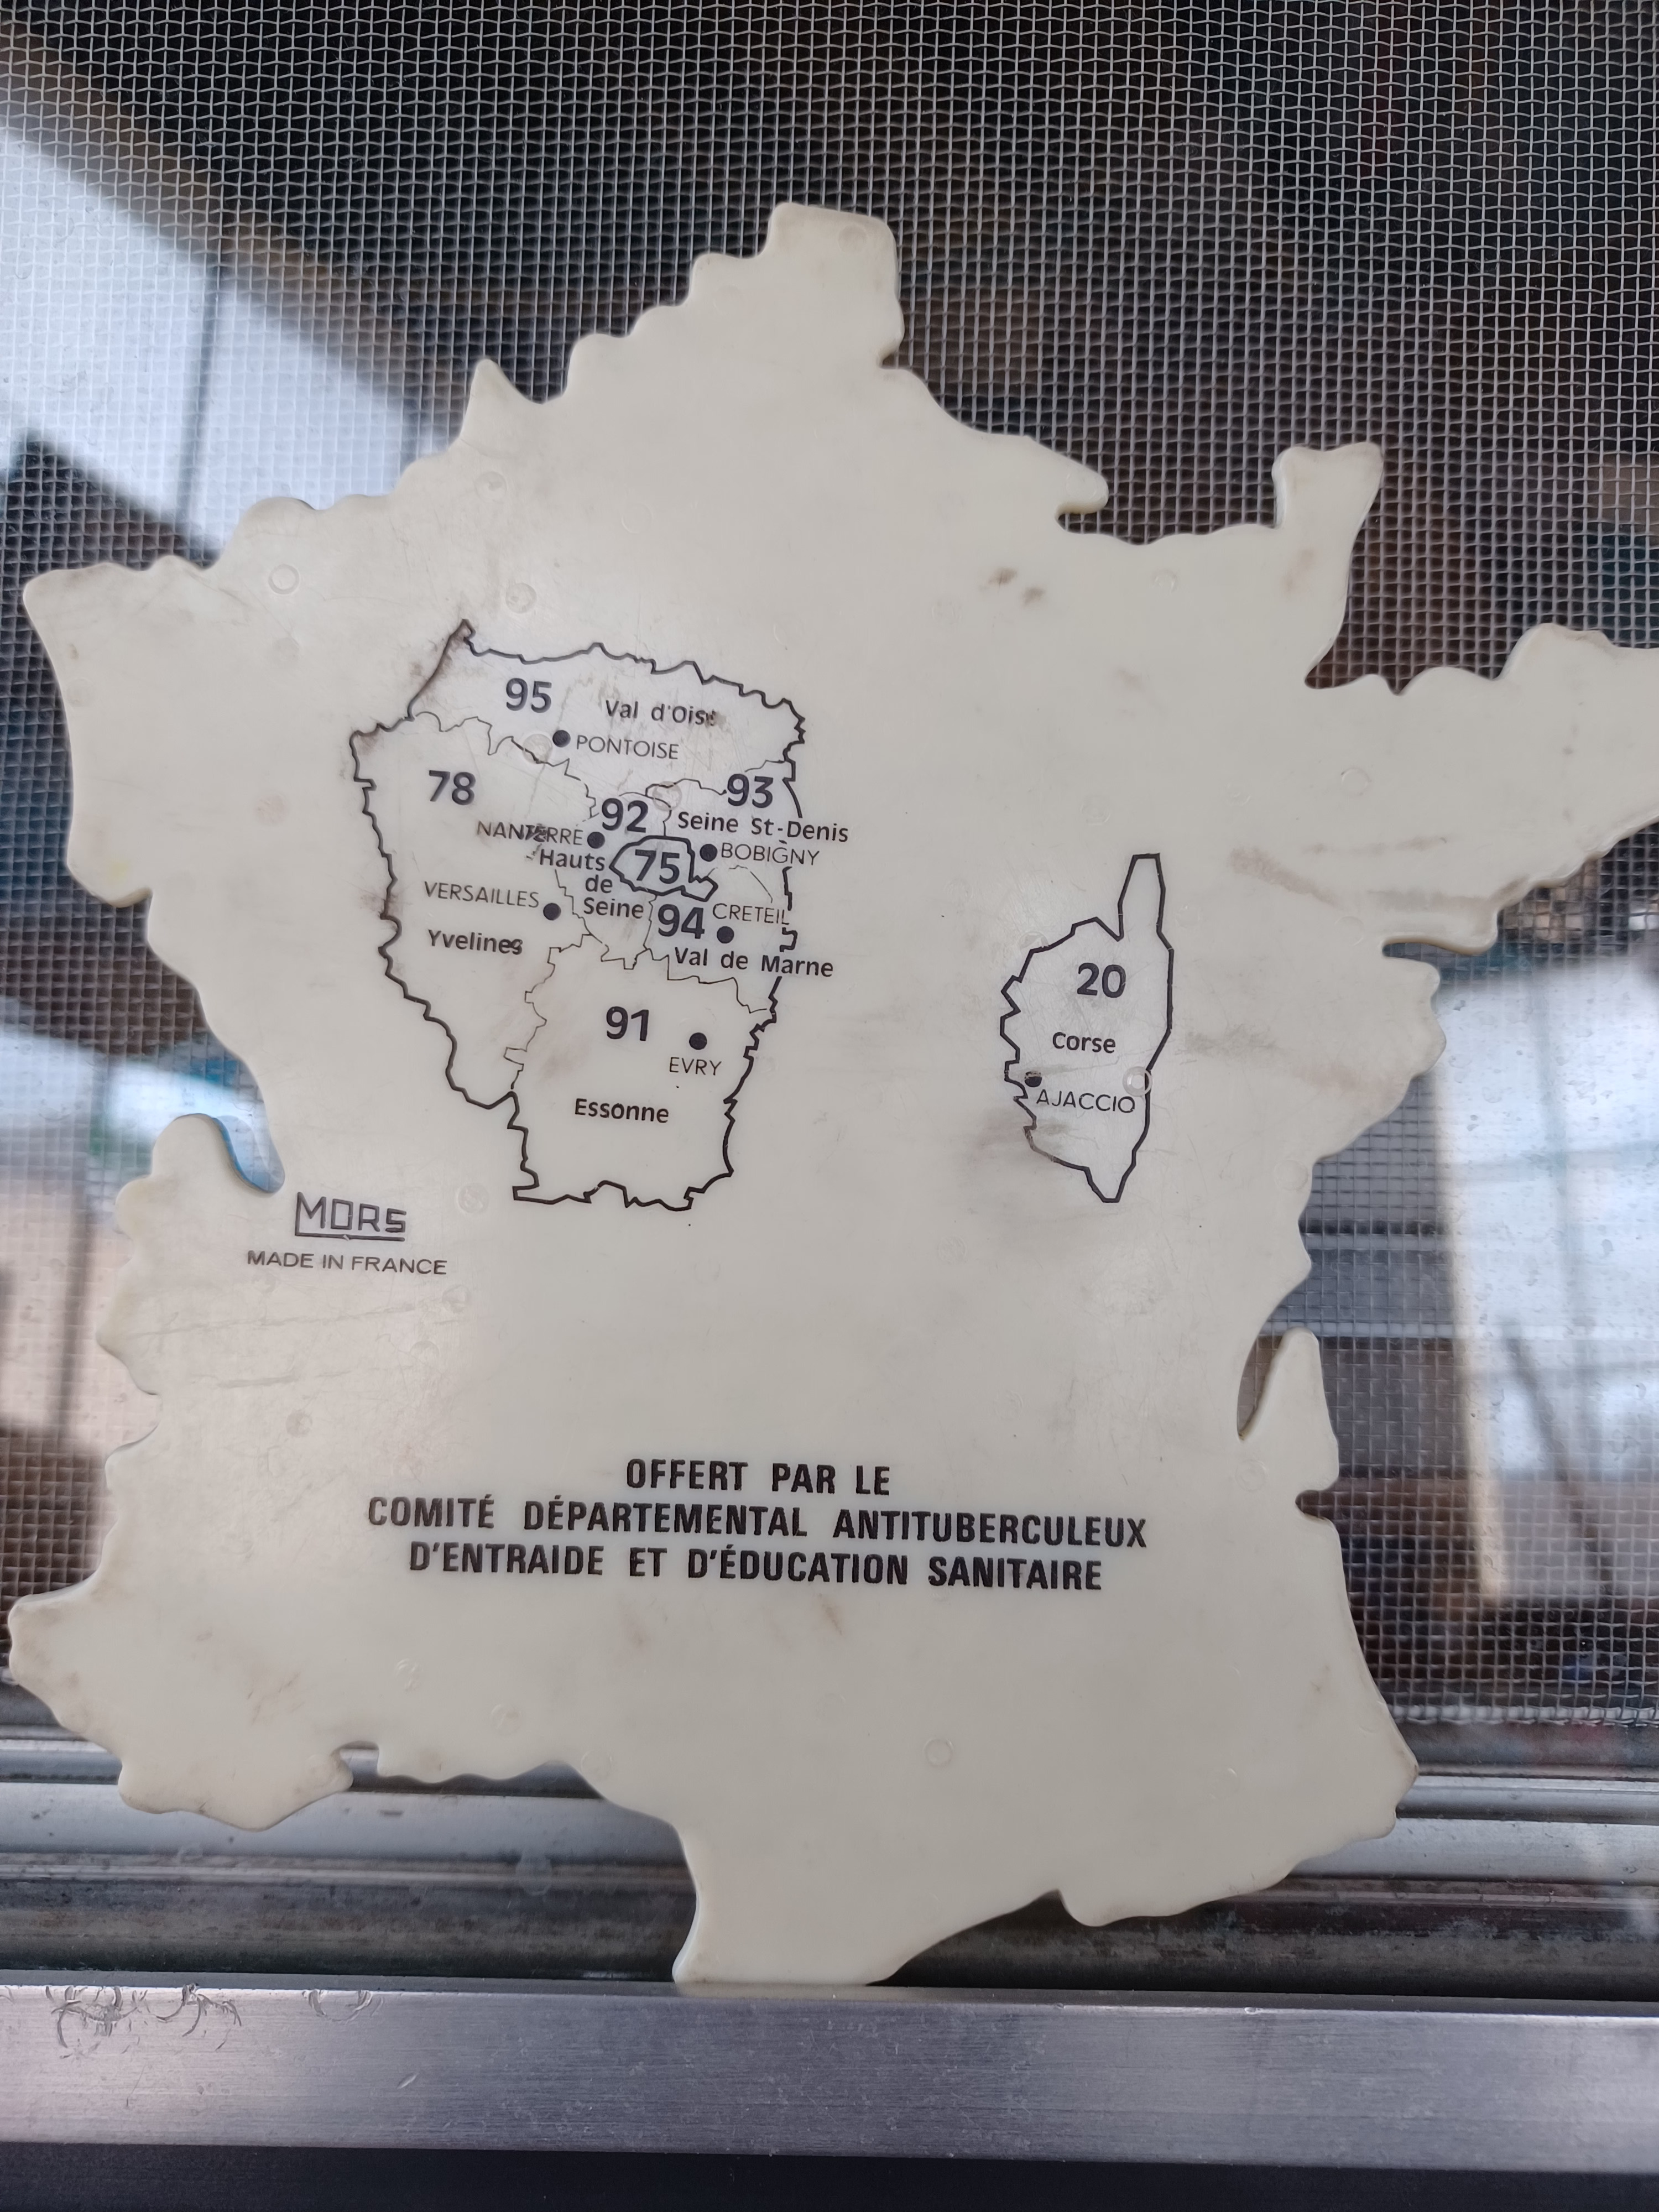 95
Val d'Oise
PONTOISE
78
93
92
Seine St-Denis
NANTERRE
75
BOBIGNY
Hauts
de
Seine
VERSAILLES
94
CRETEIL
Yvelines
Val de Marne
91
EVRY
Essonne
20
Corse
AJACCIO
MORS
MADE IN FRANCE
OFFERT PAR LE
COMITÉ DÉPARTEMENTAL ANTITUBERCULEUX
D'ENTRAIDE ET D'ÉDUCATION SANITAIRE